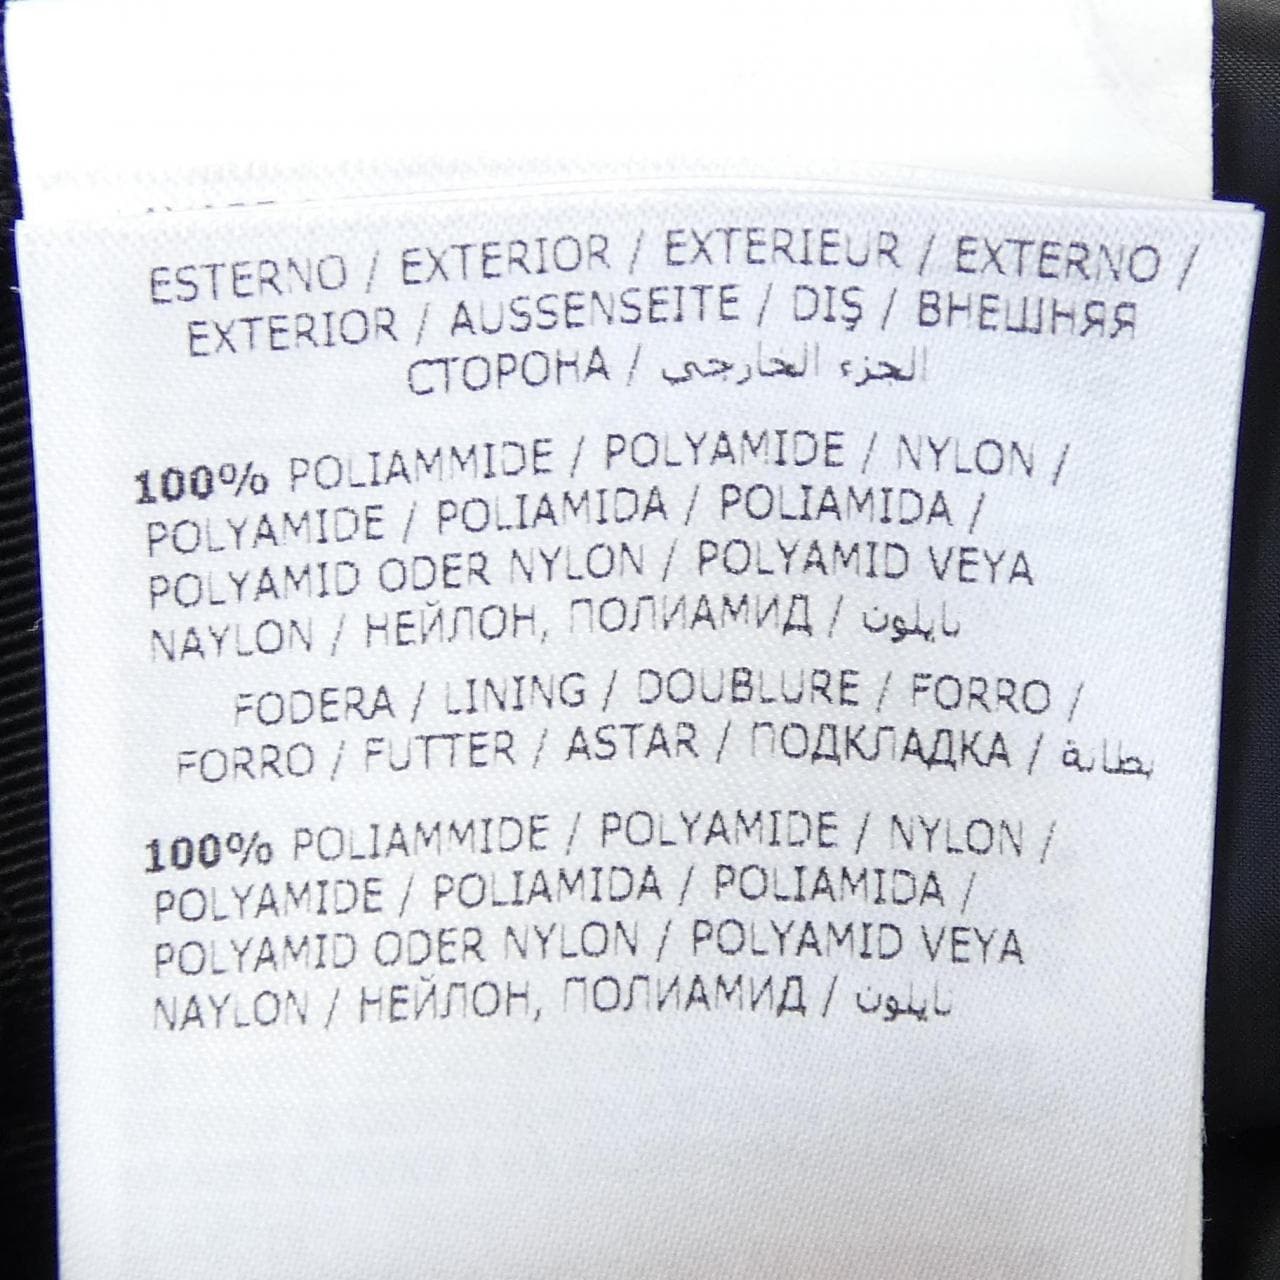 ESTERNO / EXTERIOR / EXTERIEUR / EXTERNO /
EXTERIOR / AUSSENSEITE / DIŞ / ВНЕШНЯЯ
СТОРОНА / الجزء الخارجي
100% POLIAMMIDE / POLYAMIDE / NYLON /
POLYAMIDE / POLIAMIDA / POLIAMIDA /
POLYAMID ODER NYLON / POLYAMID VEYA
NAYLON / НЕЙЛОН, ПОЛИАМИД / نايلون
FODERA / LINING / DOUBLURE / FORRO /
FORRO / FUTTER / ASTAR / ПОДКЛАДКА / بطانة
100% POLIAMMIDE / POLYAMIDE / NYLON /
POLYAMIDE / POLIAMIDA / POLIAMIDA /
POLYAMID ODER NYLON / POLYAMID VEYA
NAYLON / НЕЙЛОН, ПОЛИАМИД / نايلون